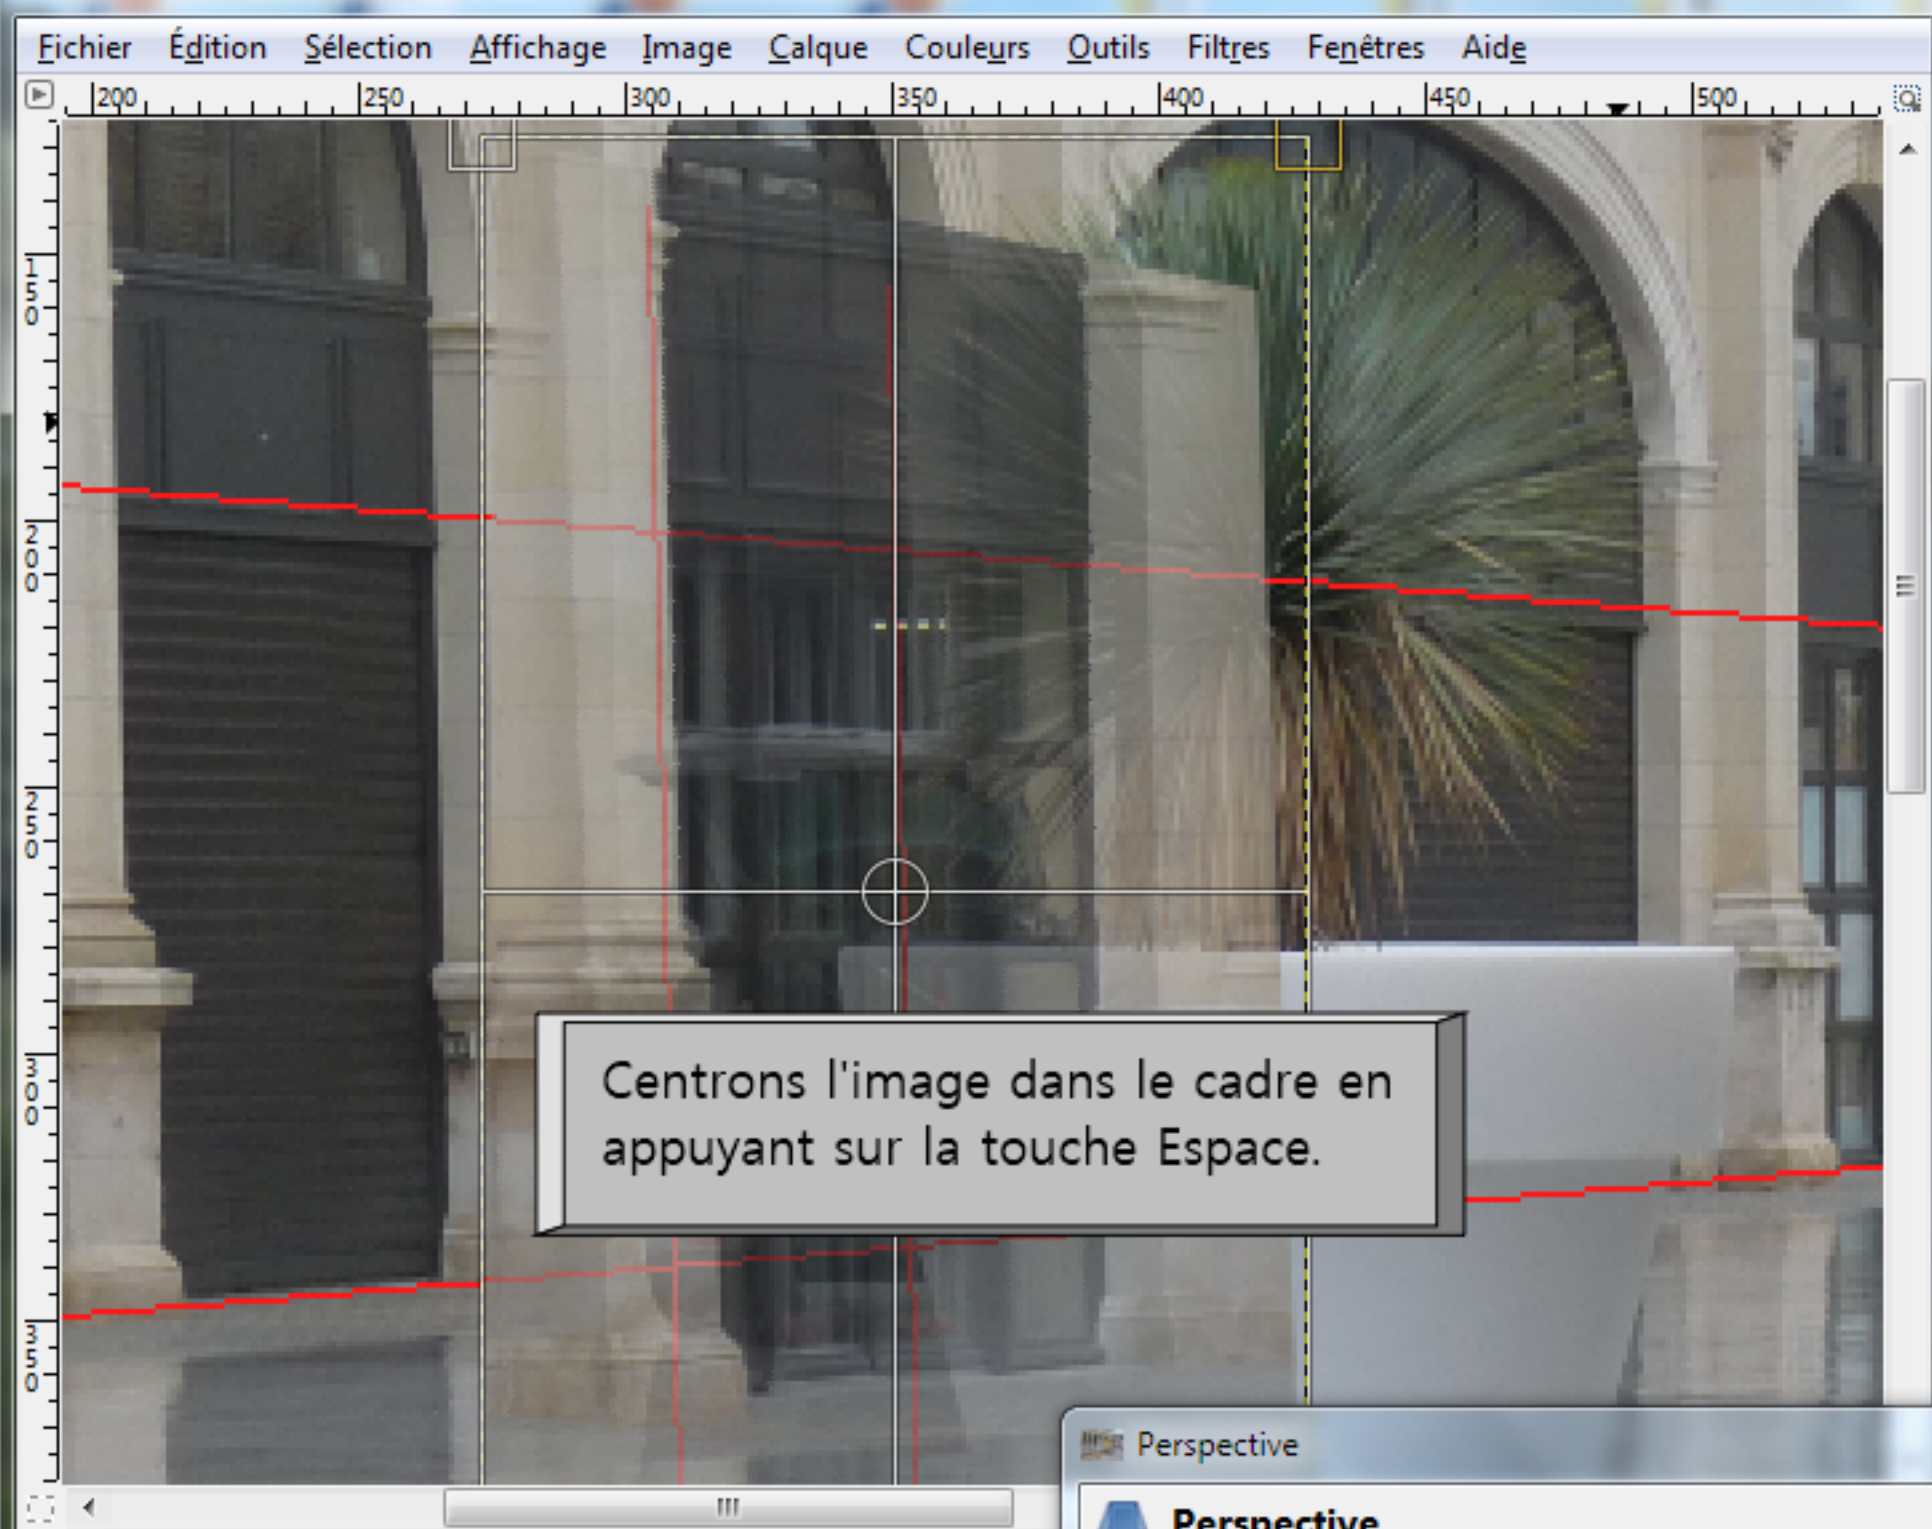 Fichier Édition Sélection Affichage Image Calque Couleurs Outils Filtres Fenêtres Aide
200 250 300 350 400 450 500
150
200
250
300
350
Centrons l'image dans le cadre en
appuyant sur la touche Espace.
Perspective
Perspective